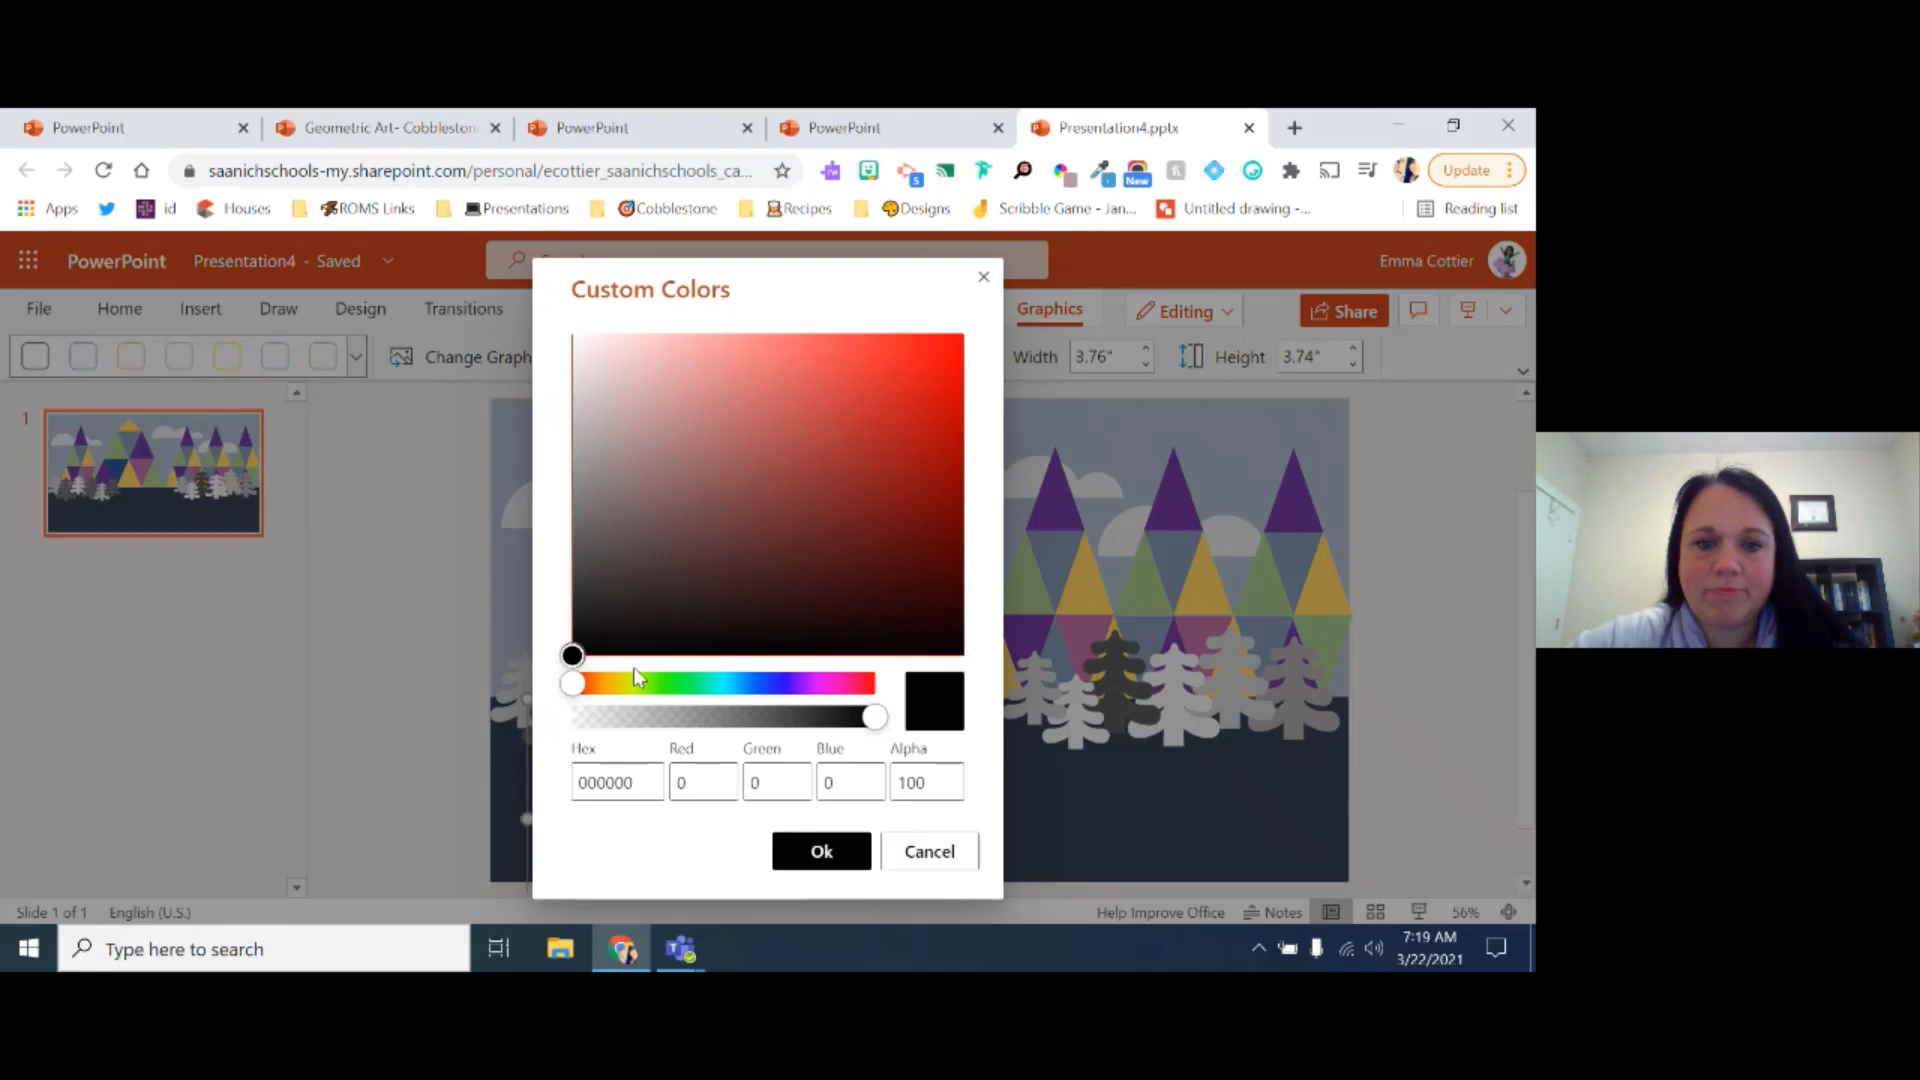 PowerPoint
Geometric Art- Cobbleston
PowerPoint
PowerPoint
Presentation4.pptx
saanichschools-my.sharepoint.com/personal/ecottier_saanichschools_ca...
5
New
Update
Apps
id
Houses
ROMS Links
Presentations
Cobblestone
Recipes
Designs
Scribble Game - Jan...
Untitled drawing -...
Reading list
PowerPoint
Presentation4 - Saved
Emma Cottier
File
Home
Insert
Draw
Design
Transitions
Graphics
Editing
Share
Change Graph
Width
3.76"
Height
3.74"
1
Custom Colors
Hex
Red
Green
Blue
Alpha
000000
0
0
0
100
Ok
Cancel
Slide 1 of 1
English (U.S.)
Help Improve Office
Notes
56%
Type here to search
7:19 AM
3/22/2021